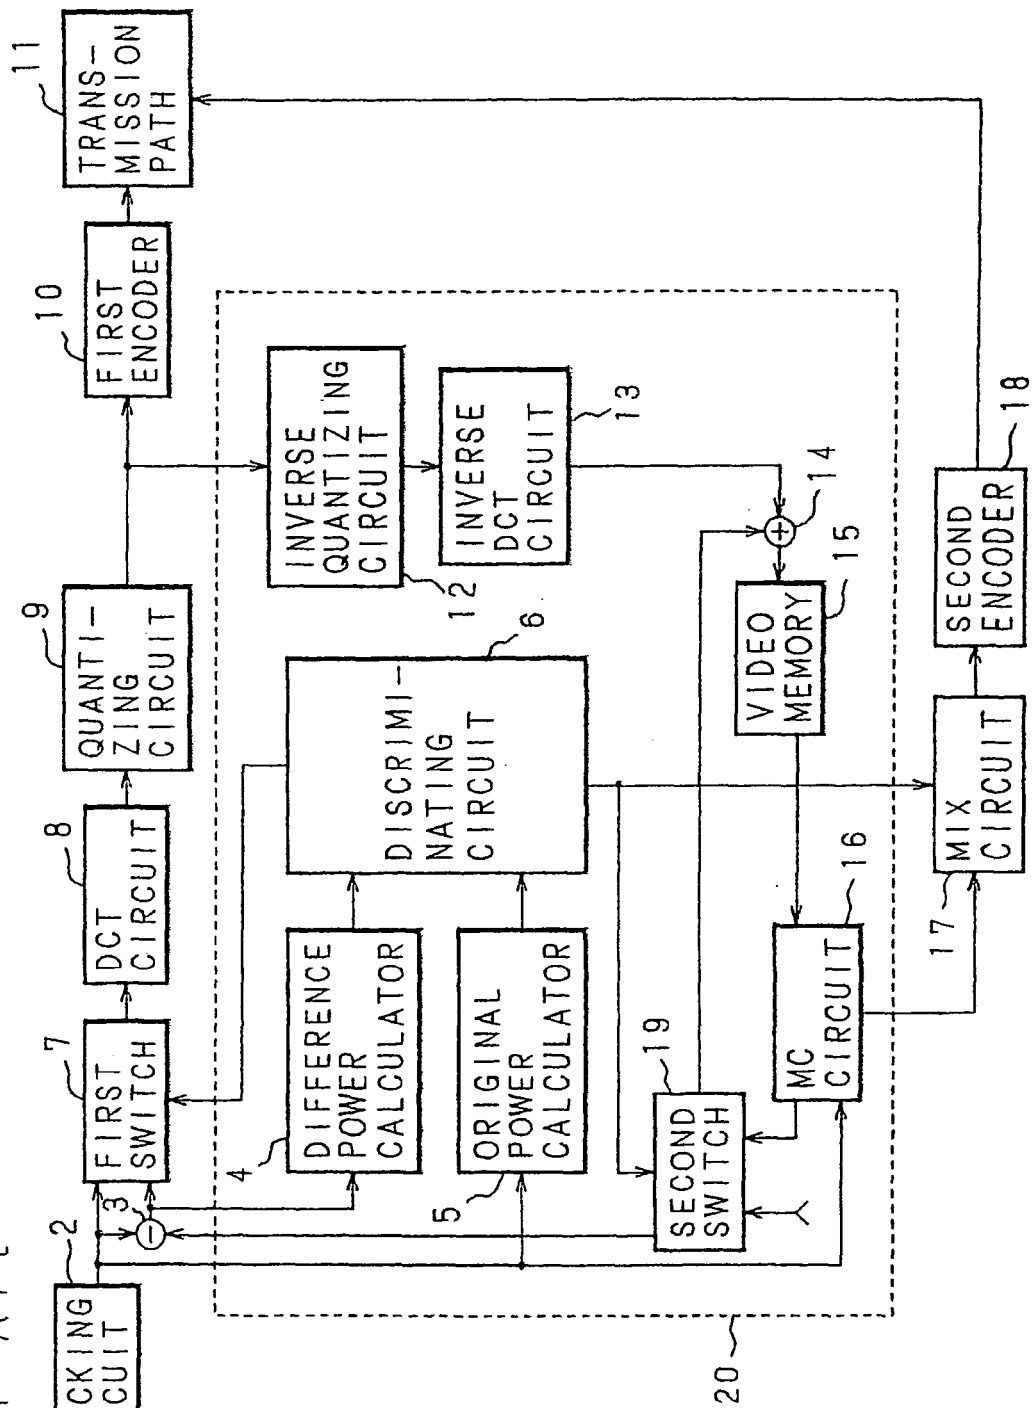 CKING
CUIT
2
3
FIRST
SWITCH
7
DCT
CIRCUIT
8
QUANTI-
ZING
CIRCUIT
9
FIRST
ENCODER
10
TRANS-
MISSION
PATH
11
4
DIFFERENCE
POWER
CALCULATOR
5
ORIGINAL
POWER
CALCULATOR
DISCRIMI-
NATING
CIRCUIT
6
INVERSE
QUANTIZING
CIRCUIT
12
INVERSE
DCT
CIRCUIT
13
+
14
VIDEO
MEMORY
15
SECOND
SWITCH
19
MC
CIRCUIT
16
17
MIX
CIRCUIT
SECOND
ENCODER
18
20